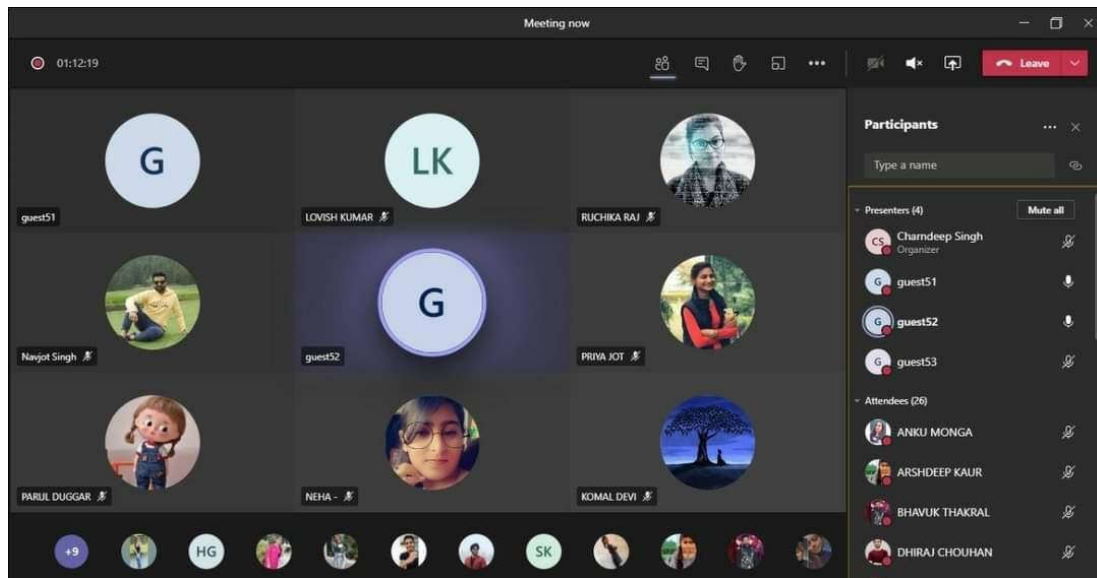 Meeting now
01:12:19
Leave
G
guest51
LK
LOVISH KUMAR
RUCHIKA RAJ
Navjot Singh
G
guest52
PRIYA JOT
PARUL DUGGAR
NEHA -
KOMAL DEVI
+9
HG
SK
Participants
Type a name
Presenters (4)
Mute all
CS
Charndeep Singh
Organizer
G
guest51
G
guest52
G
guest53
Attendees (26)
ANKU MONGA
ARSHDEEP KAUR
BHAVUK THAKRAL
DHIRAJ CHOUHAN